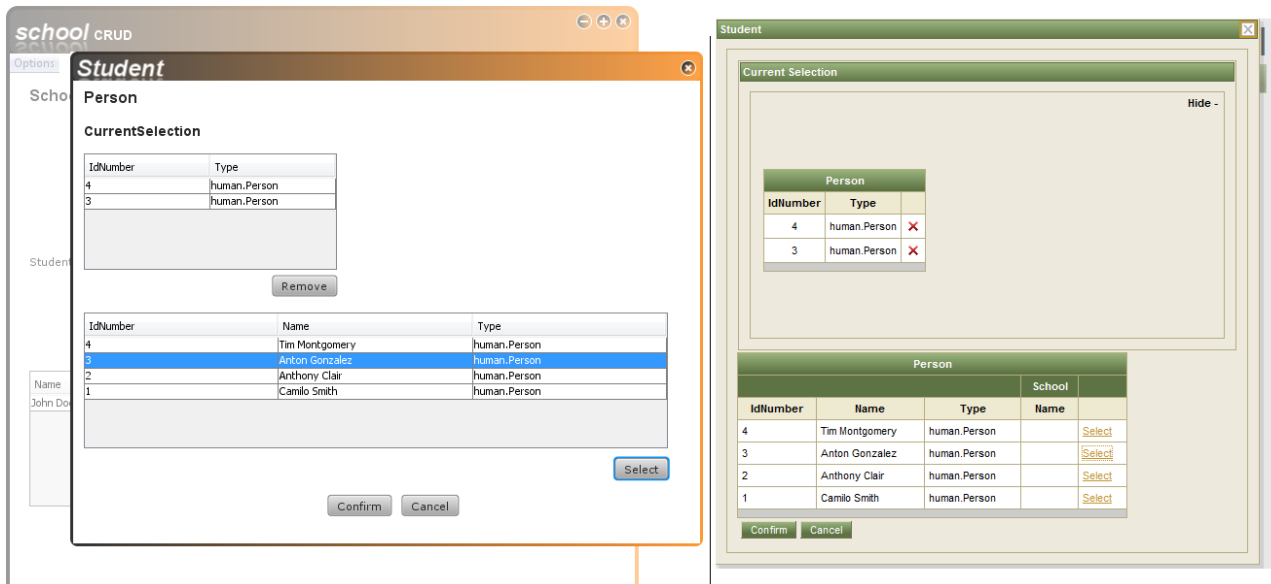 school CRUD
Options
Scho
Student
Name
John Do
Student
Person
CurrentSelection
IdNumber Type
4 human.Person
3 human.Person
Remove
IdNumber Name Type
4 Tim Montgomery human.Person
3 Anton Gonzalez human.Person
2 Anthony Clair human.Person
1 Camilo Smith human.Person
Select
Confirm Cancel
Student
Current Selection
Hide -
Person
IdNumber Type
4 human.Person
3 human.Person
Person
School
IdNumber Name Type Name
4 Tim Montgomery human.Person Select
3 Anton Gonzalez human.Person Select
2 Anthony Clair human.Person Select
1 Camilo Smith human.Person Select
Confirm Cancel